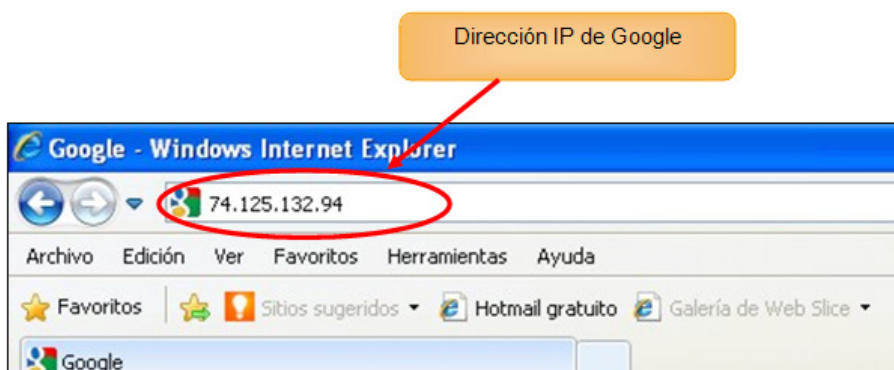 Dirección IP de Google
Google - Windows Internet Explorer
74.125.132.94
Archivo Edición Ver Favoritos Herramientas Ayuda
Favoritos Sitios sugeridos Hotmail gratuito Galería de Web Slice
Google